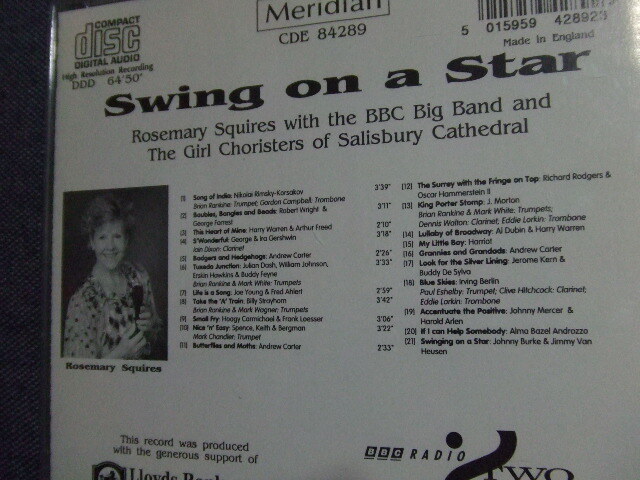 COMPACT
disc
DIGITAL AUDIO
High Resolution Recording
DDD 64'50"
Meridian
CDE 84289
5 015959 428923
Made in England
Swing on a Star
Rosemary Squires with the BBC Big Band and
The Girl Choristers of Salisbury Cathedral
(1) Song of India: Nikolai Rimsky-Korsakov
Brian Rankine: Trumpet; Gordon Campbell: Trombone 3'39"
(2) Baubles, Bangles and Beads: Robert Wright &
George Forrest 3'11"
(3) This Heart of Mine: Harry Warren & Arthur Freed 2'10"
(4) S'Wonderful: George & Ira Gershwin 3'18"
Iain Dixon: Clarinet
(5) Badgers and Hedgehogs: Andrew Carter 2'26"
(6) Tuxedo Junction: Julian Dash, William Johnson, 3'33"
Erskin Hawkins & Buddy Feyne
Brian Rankine & Mark White: Trumpets
(7) Life is a Song: Joe Young & Fred Ahlert 2'59"
(8) Take the 'A' Train: Billy Strayhorn 3'42"
Brian Rankine & Mark Wagner: Trumpets
(9) Small Fry: Hoagy Carmichael & Frank Loesser 3'06"
(10) Nice 'n' Easy: Spence, Keith & Bergman 3'22"
Mark Chandler: Trumpet
(11) Butterflies and Moths: Andrew Carter 2'33"
(12) The Surrey with the Fringe on Top: Richard Rodgers &
Oscar Hammerstein II
(13) King Porter Stomp: J. Morton
Brian Rankine & Mark White: Trumpets;
Dennis Walton: Clarinet; Eddie Larkin: Trombone
(14) Lullaby of Broadway: Al Dubin & Harry Warren
(15) My Little Boy: Harriot
(16) Grannies and Grandads: Andrew Carter
(17) Look for the Silver Lining: Jerome Kern &
Buddy De Sylva
(18) Blue Skies: Irving Berlin
Paul Eshelby: Trumpet; Clive Hitchcock: Clarinet;
Eddie Larkin: Trombone
(19) Accentuate the Positive: Johnny Mercer &
Harold Arlen
(20) If I can Help Somebody: Alma Bazel Androzzo
(21) Swinging on a Star: Johnny Burke & Jimmy Van
Heusen
Rosemary Squires
This record was produced
with the generous support of
Lloyds
BBC RADIO
2
TWO